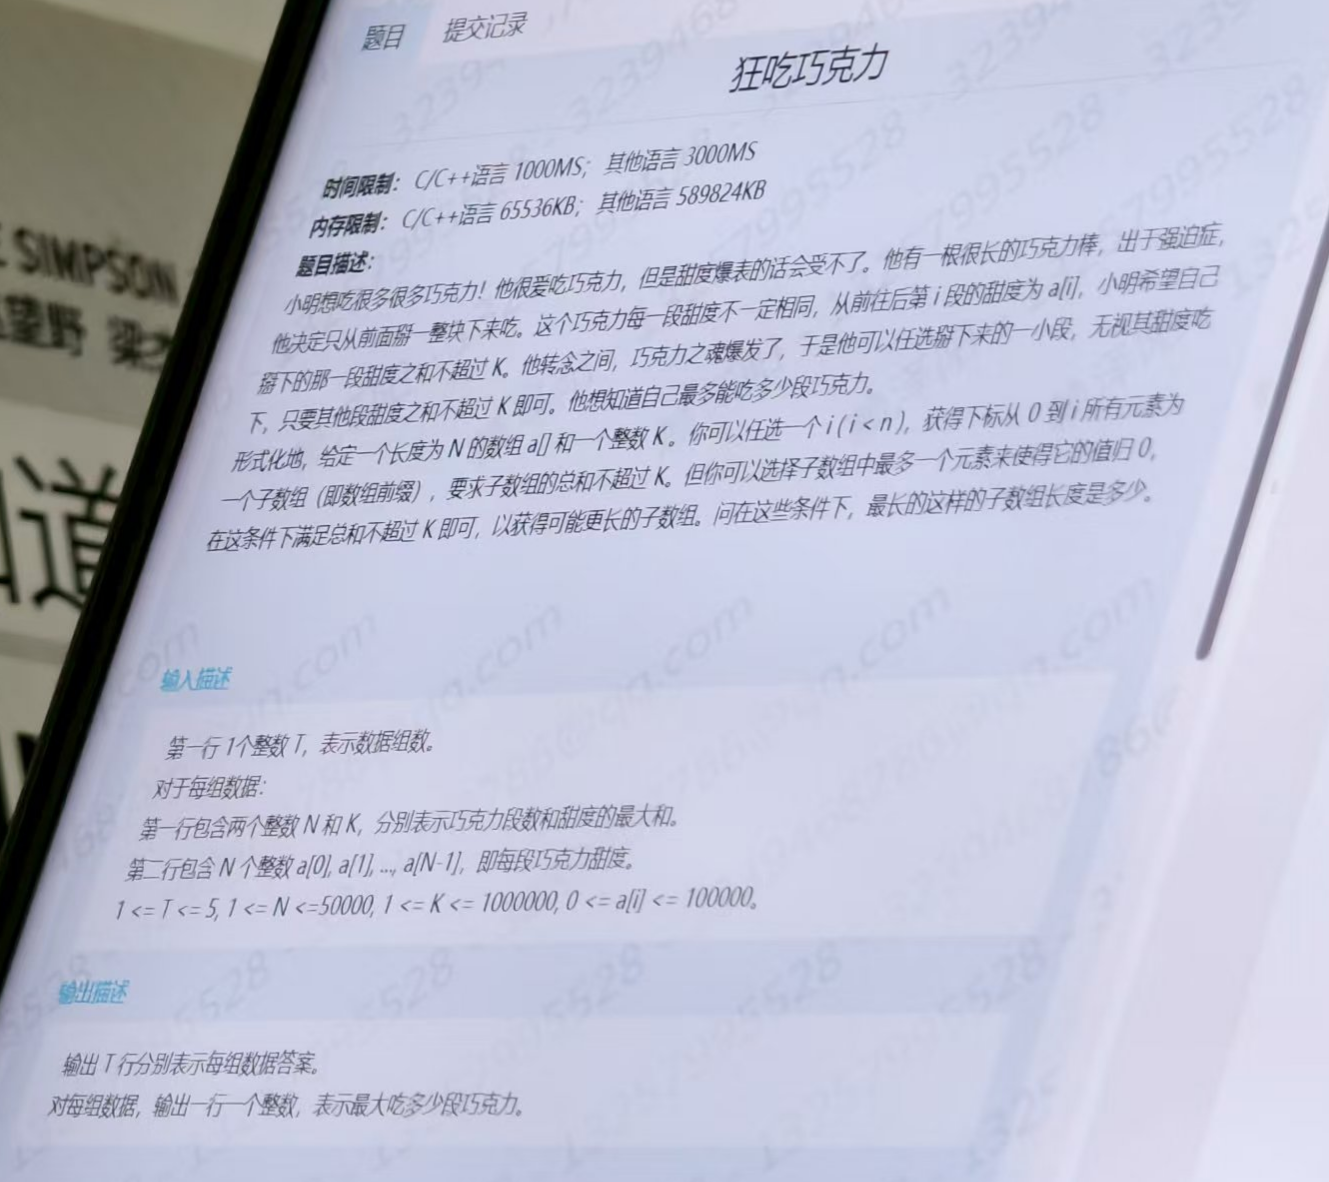 题目 提交记录
狂吃巧克力
时间限制： C/C++语言 1000MS； 其他语言 3000MS
内存限制： C/C++语言 65536KB； 其他语言 589824KB
题目描述：
小明想吃很多很多巧克力！他很爱吃巧克力，但是甜度爆表的话会受不了。他有一根很长的巧克力棒，出于强迫症，
他决定只从前面掰一整块下来吃。这个巧克力每一段甜度不一定相同，从前往后第 i 段的甜度为 a[i]，小明希望自己
掰下的那一段甜度之和不超过 K。他转念之间，巧克力之魂爆发了，于是他可以任选掰下来的一小段，无视其甜度吃
下，只要其他段甜度之和不超过 K 即可。他想知道自己最多能吃多少段巧克力。
形式化地，给定一个长度为 N 的数组 a[] 和一个整数 K 。你可以任选一个 i ( i < n )，获得下标从 0 到 i 所有元素为
一个子数组（即数组前缀），要求子数组的总和不超过 K。但你可以选择子数组中最多一个元素来使得它的值归 0，
在这条件下满足总和不超过 K 即可，以获得可能更长的子数组。问在这些条件下，最长的这样的子数组长度是多少。
输入描述
第一行 1个整数 T，表示数据组数。
对于每组数据：
第一行包含两个整数 N 和 K，分别表示巧克力段数和甜度的最大和。
第二行包含 N 个整数 a[0], a[1], ..., a[N-1]，即每段巧克力甜度。
1 <= T <= 5, 1 <= N <=50000, 1 <= K <= 1000000, 0 <= a[i] <= 100000。
输出描述
输出 T 行分别表示每组数据答案。
对每组数据，输出一行一个整数，表示最大吃多少段巧克力。
SIMPSON
望野
道